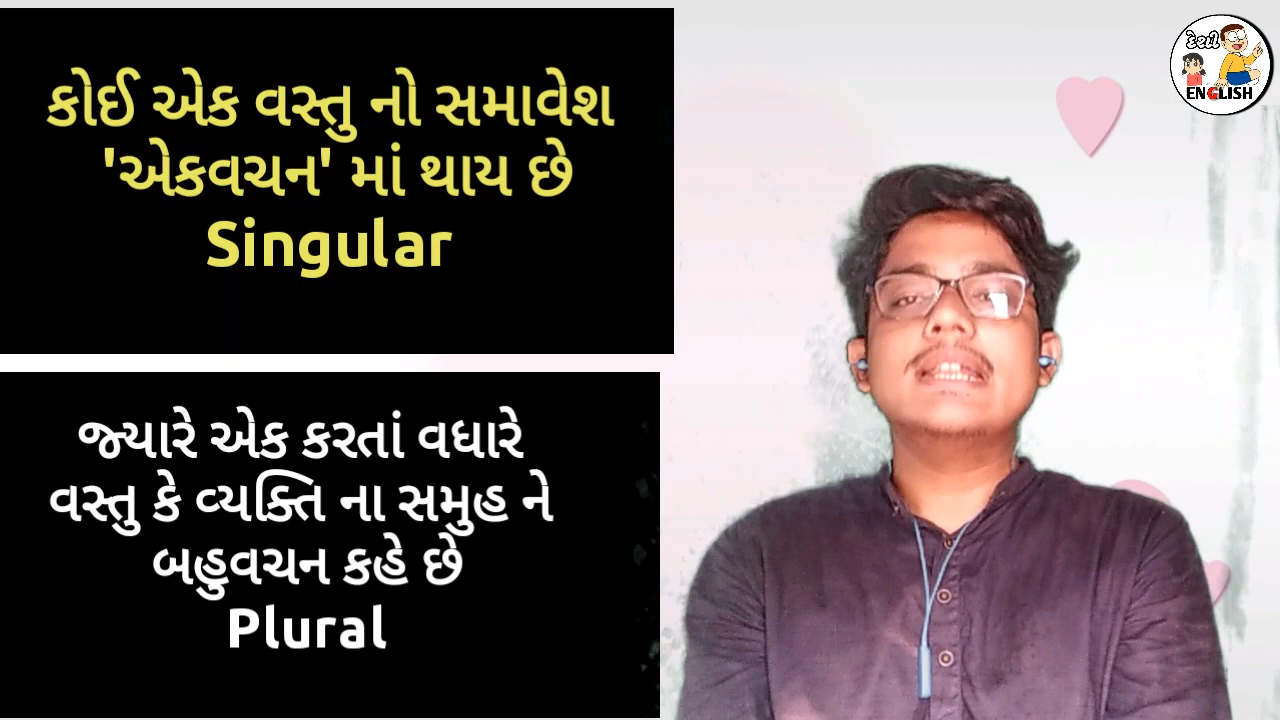 કોઈ એક વસ્તુ નો સમાવેશ
'એકવચન' માં થાય છે
Singular
જ્યારે એક કરતાં વધારે
વસ્તુ કે વ્યક્તિ ના સમુહ ને
બહુવચન કહે છે
Plural
દેશી
ENGLISH